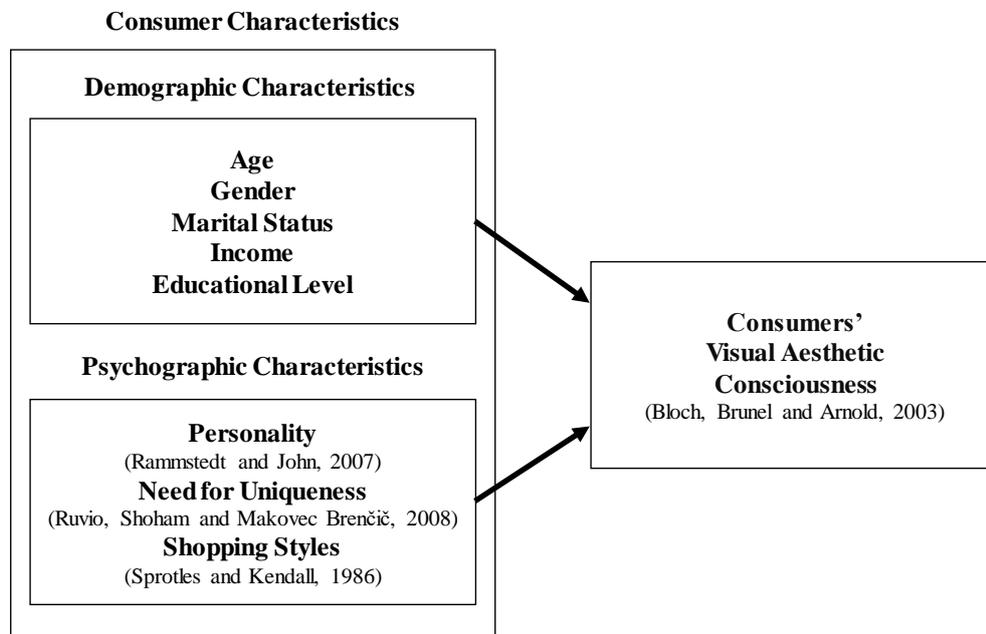 Consumer Characteristics
Demographic Characteristics
Age
Gender
Marital Status
Income
Educational Level
Psychographic Characteristics
Personality
(Rammstedt and John, 2007)
Need for Uniqueness
(Ruvio, Shoham and Makovec Brenčič, 2008)
Shopping Styles
(Sprotles and Kendall, 1986)
Consumers’
Visual Aesthetic
Consciousness
(Bloch, Brunel and Arnold, 2003)